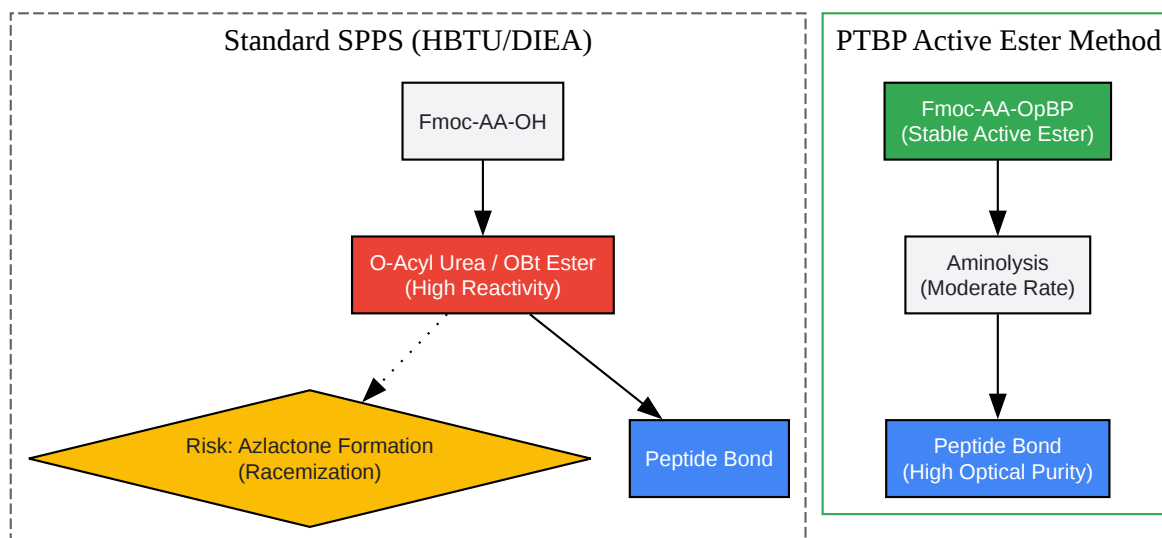 Standard SPPS (HBTU/DIEA)
Fmoc-AA-OH
O-Acyl Urea / OBt Ester
(High Reactivity)
Risk: Azlactone Formation
(Racemization)
Peptide Bond
PTBP Active Ester Method
Fmoc-AA-OpBP
(Stable Active Ester)
Aminolysis
(Moderate Rate)
Peptide Bond
(High Optical Purity)